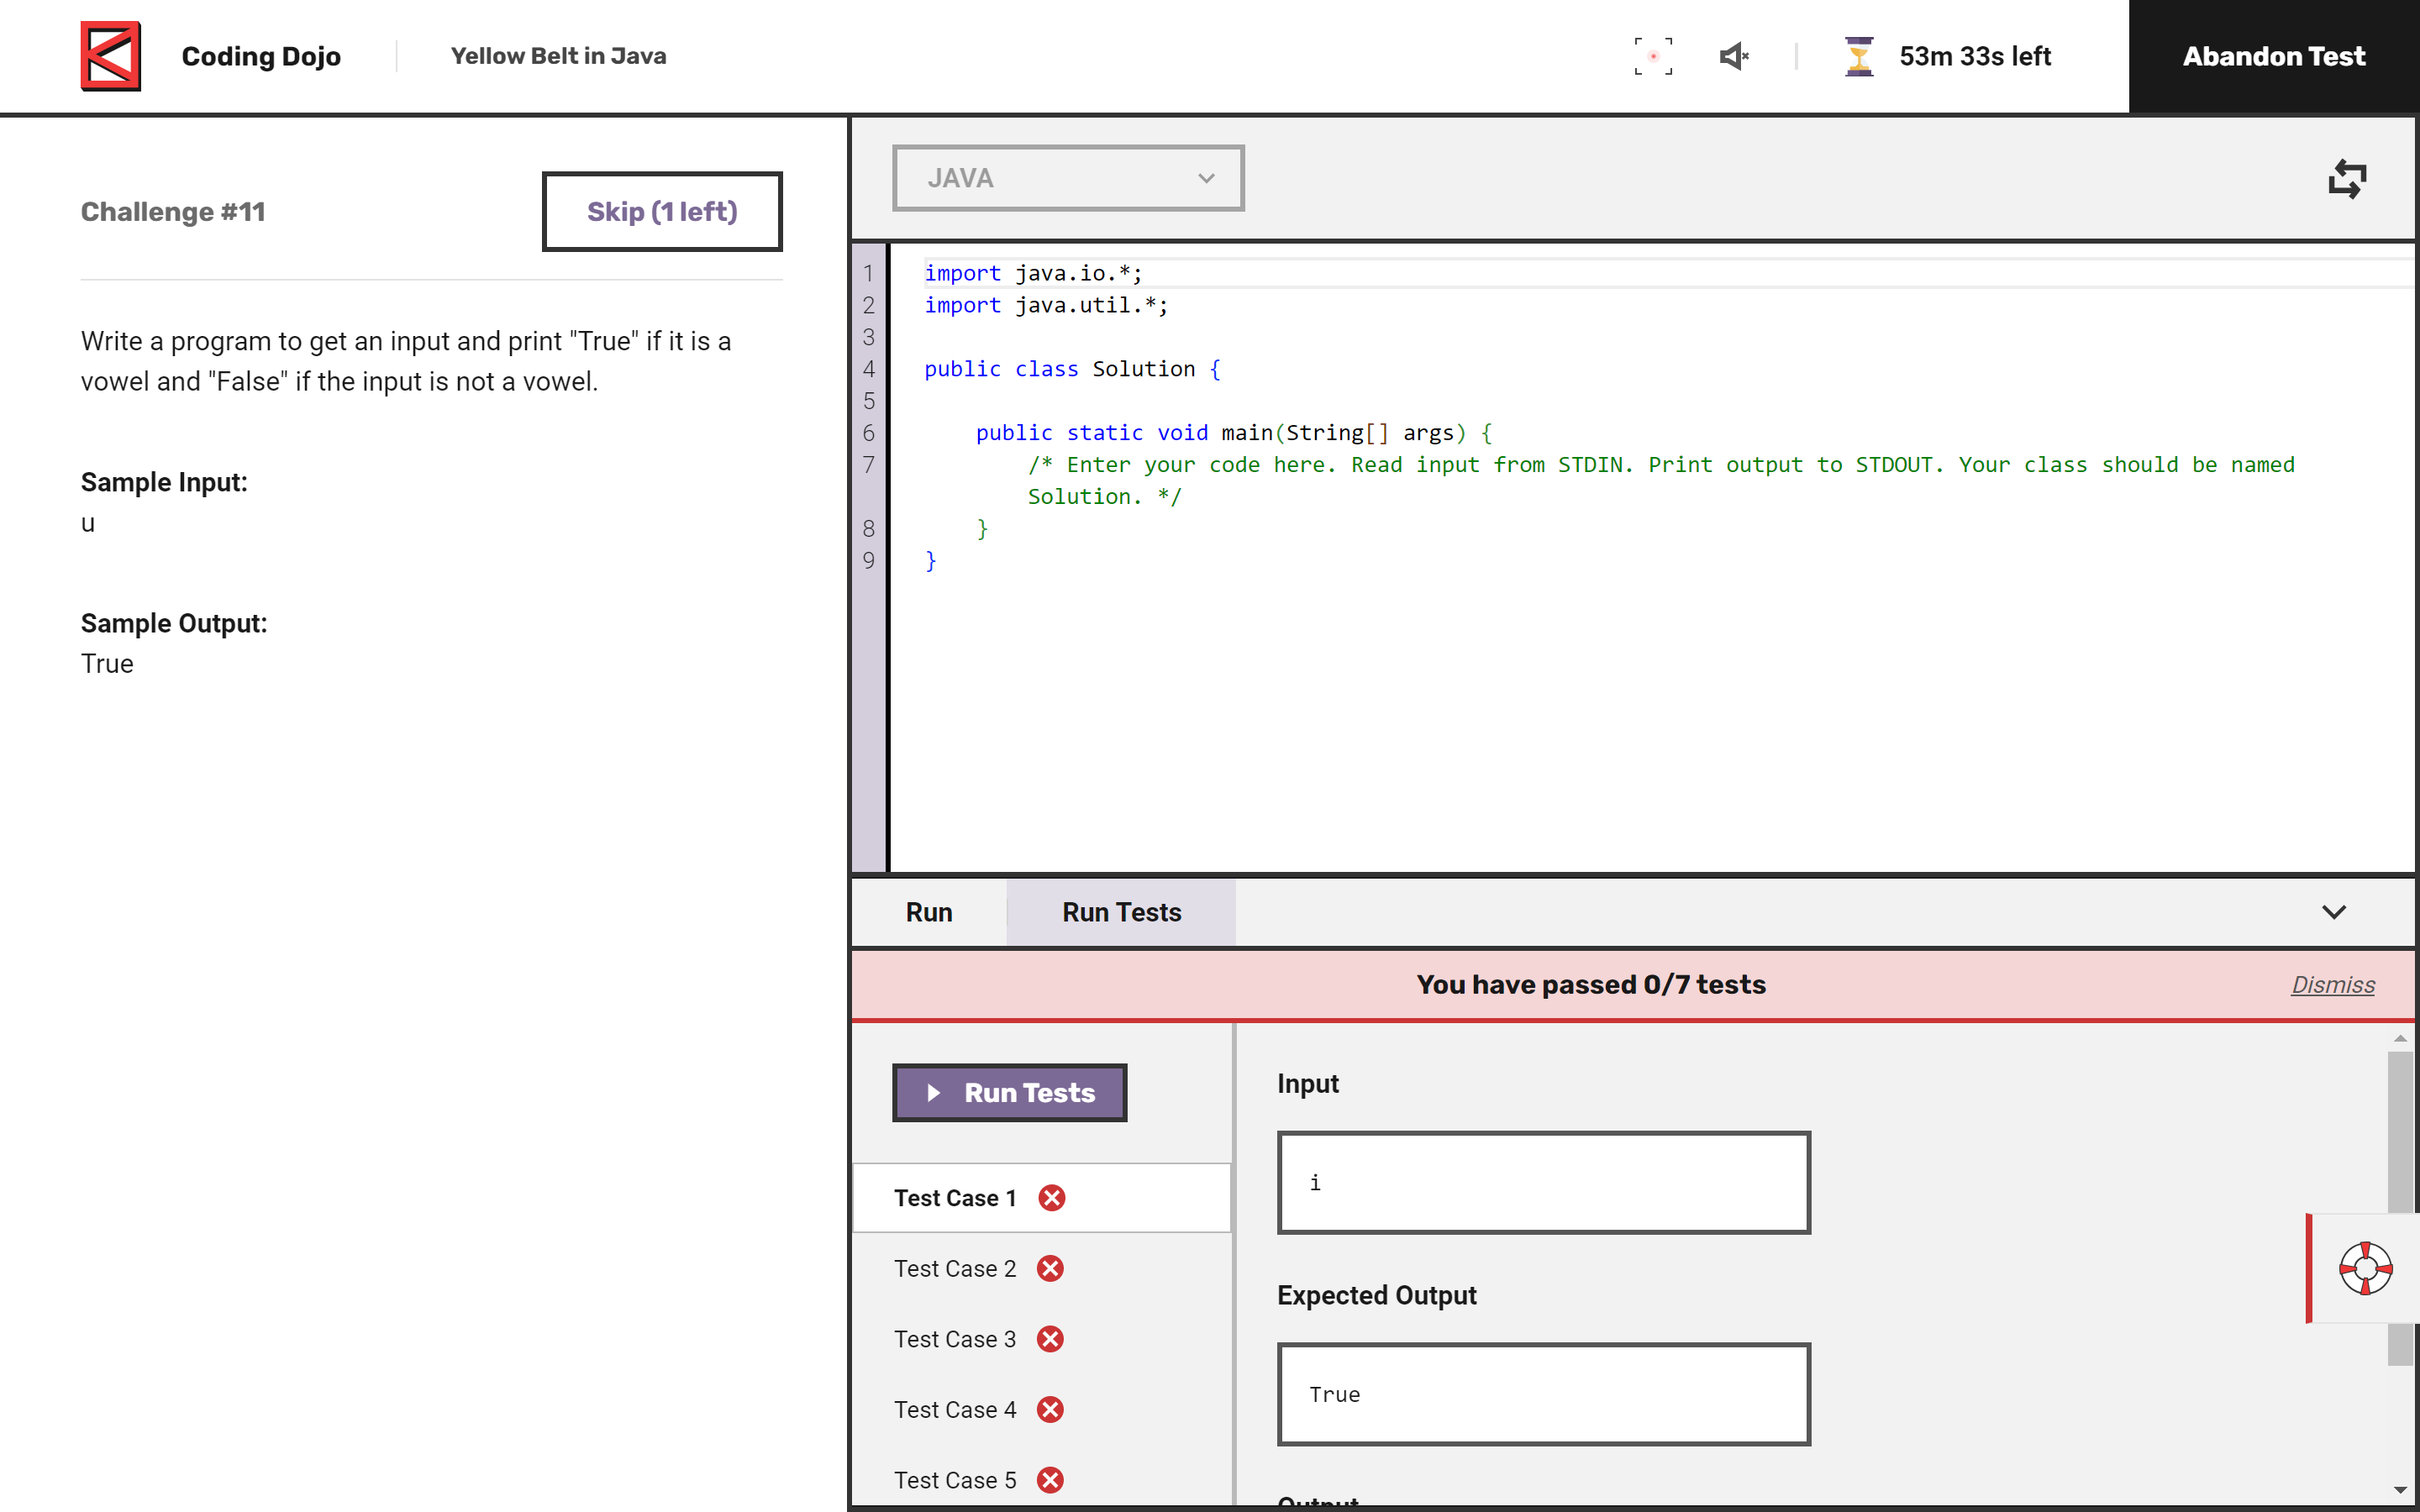 Coding Dojo
Yellow Belt in Java
53m 33s left
Abandon Test
Challenge #11
Skip (1 left)
Write a program to get an input and print "True" if it is a
vowel and "False" if the input is not a vowel.
Sample Input:
u
Sample Output:
True
JAVA
1 import java.io.*;
2 import java.util.*;
3
4 public class Solution {
5
6 public static void main(String[] args) {
7 /* Enter your code here. Read input from STDIN. Print output to STDOUT. Your class should be named
Solution. */
8 }
9 }
Run
Run Tests
You have passed 0/7 tests
Dismiss
Run Tests
Test Case 1
Test Case 2
Test Case 3
Test Case 4
Test Case 5
Input
i
Expected Output
True
Output